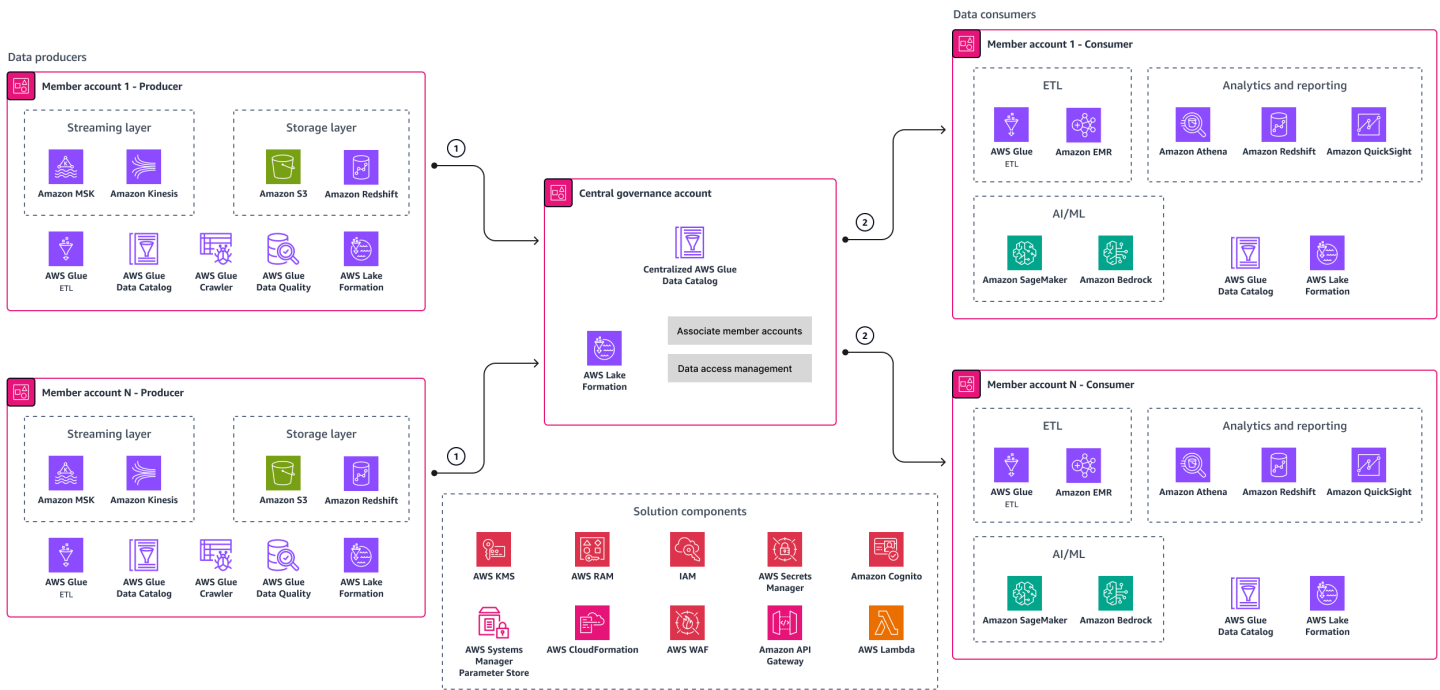 Data producers
Member account 1 - Producer
Streaming layer
Amazon MSK
Amazon Kinesis
Storage layer
Amazon S3
Amazon Redshift
AWS Glue
ETL
AWS Glue
Data Catalog
AWS Glue
Crawler
AWS Glue
Data Quality
AWS Lake
Formation
1
Member account N - Producer
Streaming layer
Amazon MSK
Amazon Kinesis
Storage layer
Amazon S3
Amazon Redshift
AWS Glue
ETL
AWS Glue
Data Catalog
AWS Glue
Crawler
AWS Glue
Data Quality
AWS Lake
Formation
1
Central governance account
Centralized AWS Glue
Data Catalog
AWS Lake
Formation
Associate member accounts
Data access management
2
2
Solution components
AWS KMS
AWS RAM
IAM
AWS Secrets
Manager
Amazon Cognito
AWS Systems
Manager
Parameter Store
AWS CloudFormation
AWS WAF
Amazon API
Gateway
AWS Lambda
Data consumers
Member account 1 - Consumer
ETL
AWS Glue
ETL
Amazon EMR
Analytics and reporting
Amazon Athena
Amazon Redshift
Amazon QuickSight
AI/ML
Amazon SageMaker
Amazon Bedrock
AWS Glue
Data Catalog
AWS Lake
Formation
Member account N - Consumer
ETL
AWS Glue
ETL
Amazon EMR
Analytics and reporting
Amazon Athena
Amazon Redshift
Amazon QuickSight
AI/ML
Amazon SageMaker
Amazon Bedrock
AWS Glue
Data Catalog
AWS Lake
Formation